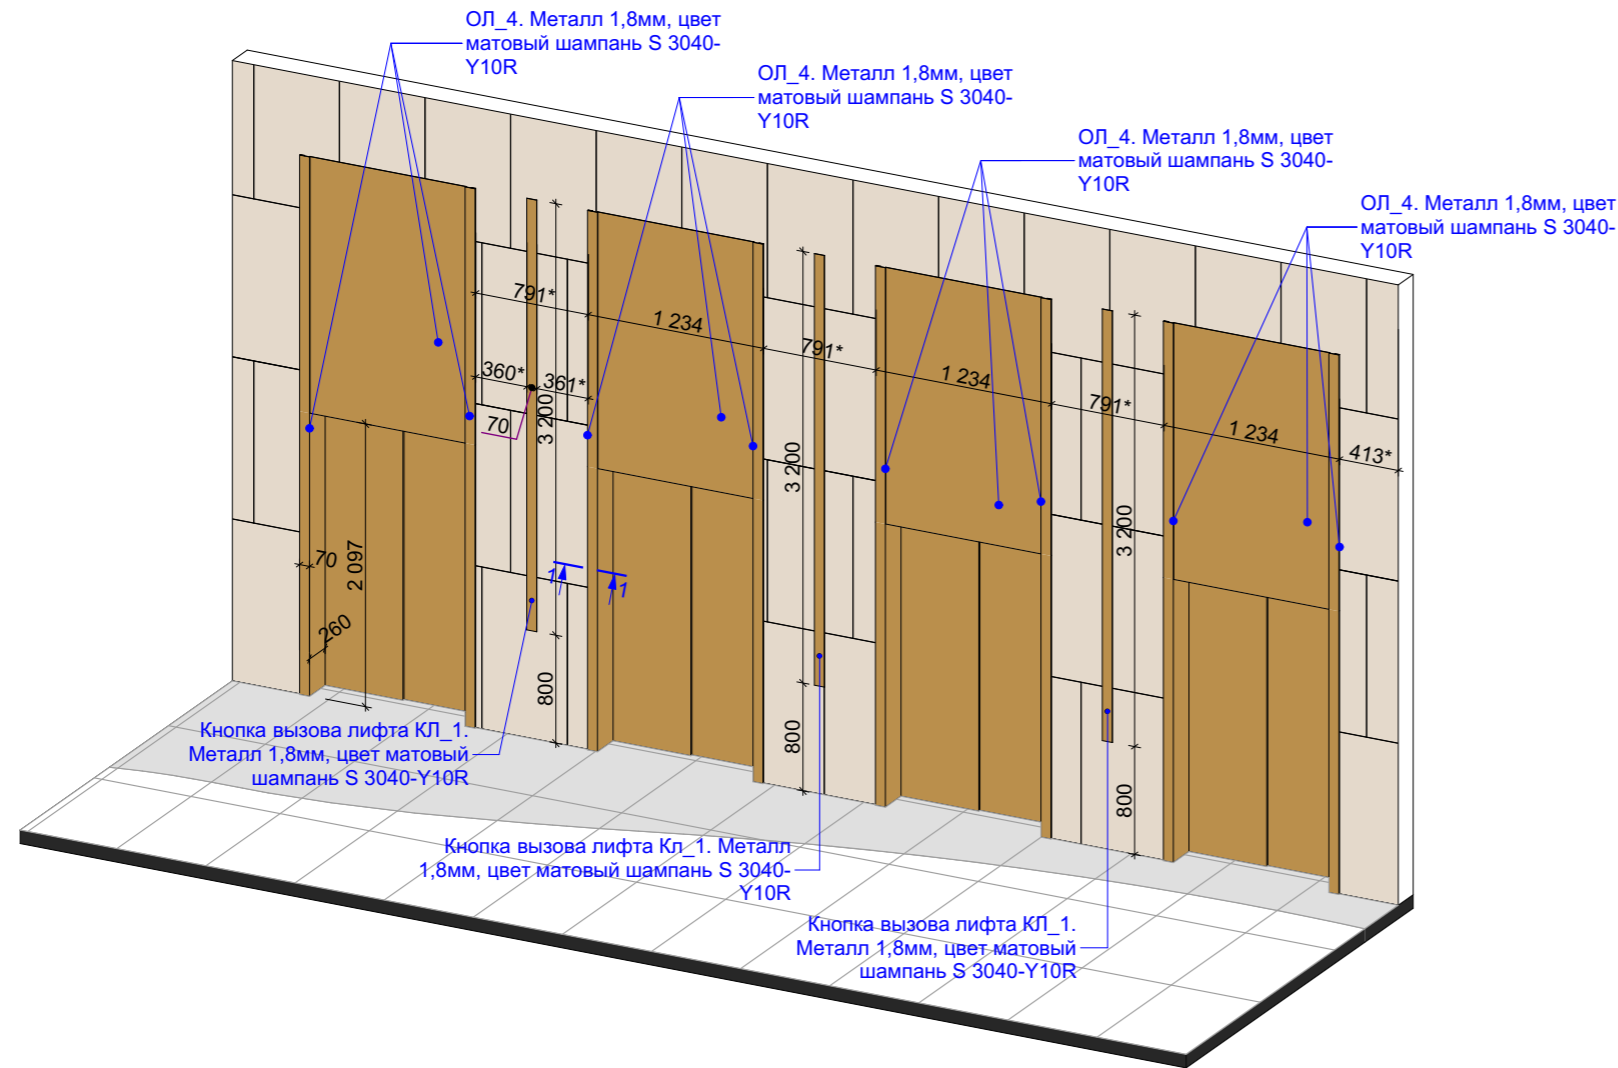 ОЛ_4. Металл 1,8мм, цвет
матовый шампань S 3040-
Y10R
ОЛ_4. Металл 1,8мм, цвет
матовый шампань S 3040-
Y10R
ОЛ_4. Металл 1,8мм, цвет
матовый шампань S 3040-
Y10R
ОЛ_4. Металл 1,8мм, цвет
матовый шампань S 3040-
Y10R
791*
1 234
791*
1 234
791*
1 234
413*
360*
361*
70
3 200
3 200
3 200
70
2 097
260
1
1
800
800
800
Кнопка вызова лифта КЛ_1.
Металл 1,8мм, цвет матовый
шампань S 3040-Y10R
Кнопка вызова лифта Кл_1. Металл
1,8мм, цвет матовый шампань S 3040-
Y10R
Кнопка вызова лифта КЛ_1.
Металл 1,8мм, цвет матовый
шампань S 3040-Y10R